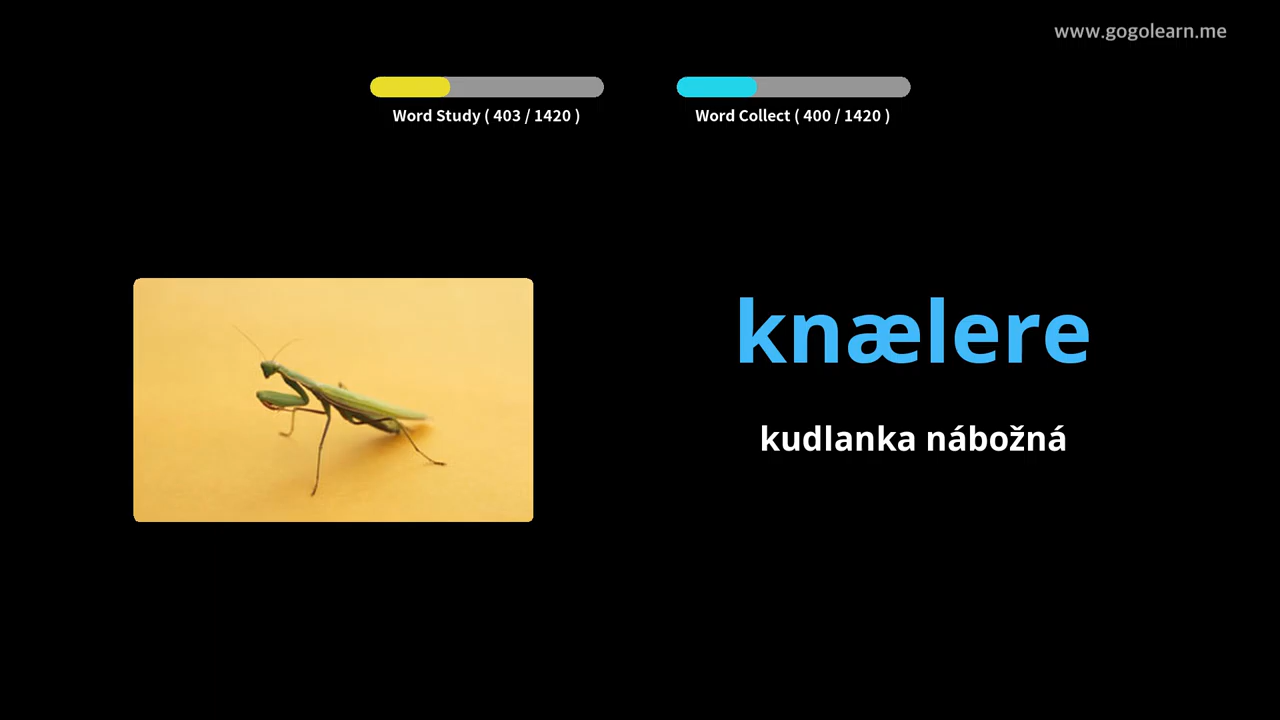 www.gogolearn.me
Word Study ( 403 / 1420 )
Word Collect ( 400 / 1420 )
knælere
kudlanka nábožná